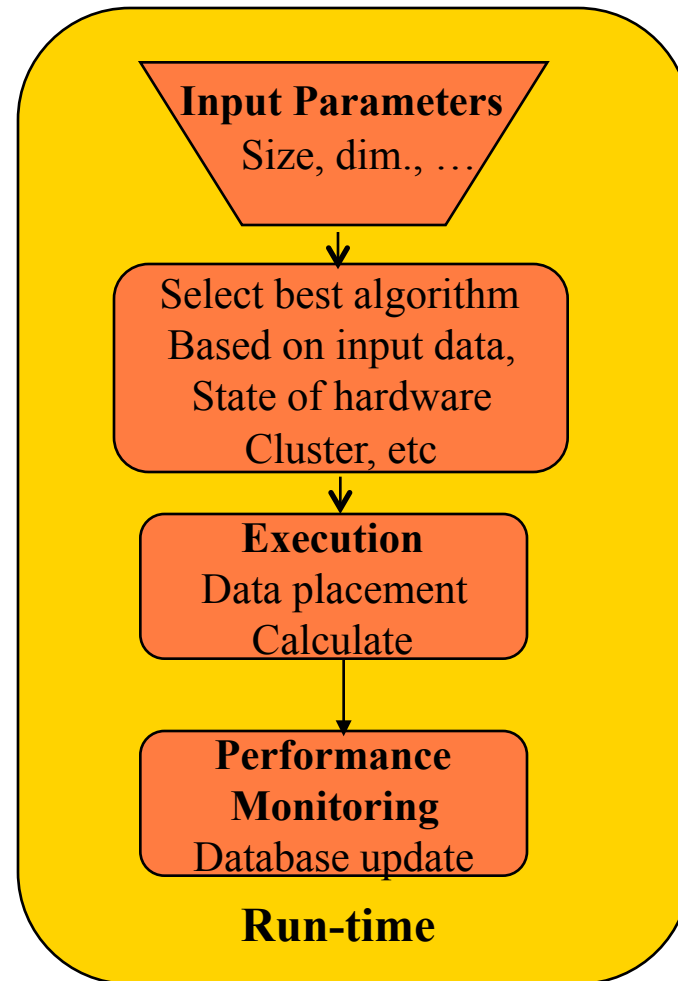 Input Parameters
Size, dim., …
Select best algorithm
Based on input data,
State of hardware
Cluster, etc
Execution
Data placement
Calculate
Performance
Monitoring
Database update
Run-time